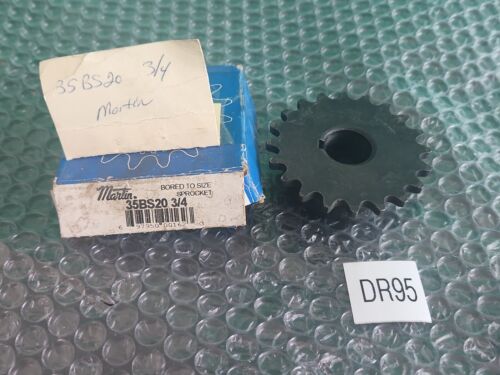 35BS20 3/4
Martin
Martin
BORED TO SIZE
SPROCKET
35BS20 3/4
DR95